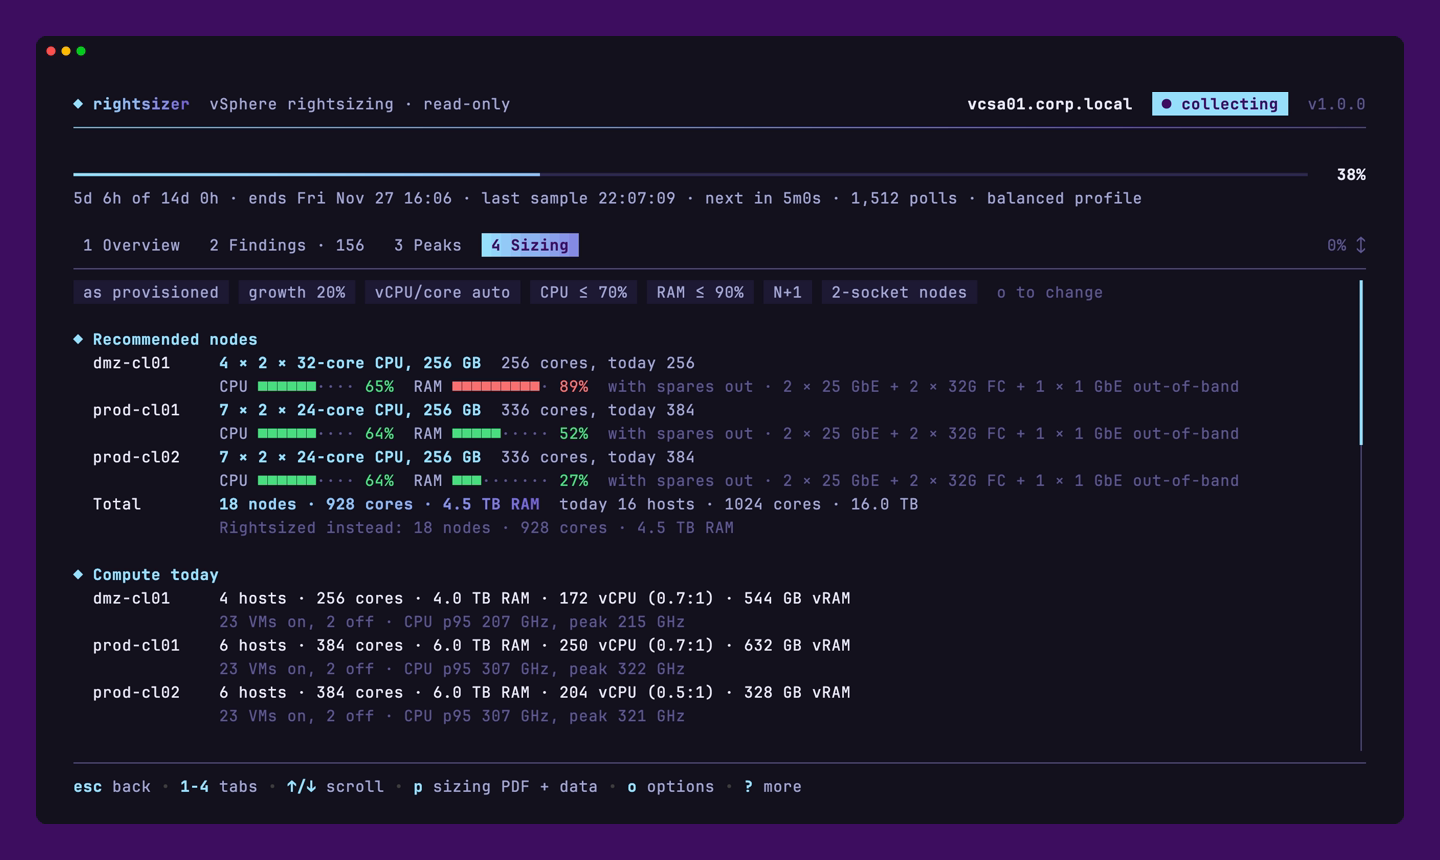 ◆ rightsizer vSphere rightsizing · read-only vcsa01.corp.local ● collecting v1.0.0
38%
5d 6h of 14d 0h · ends Fri Nov 27 16:06 · last sample 22:07:09 · next in 5m0s · 1,512 polls · balanced profile
1 Overview 2 Findings · 156 3 Peaks 4 Sizing 0% ↕
as provisioned growth 20% vCPU/core auto CPU ≤ 70% RAM ≤ 90% N+1 2-socket nodes o to change
◆ Recommended nodes
dmz-cl01 4 × 2 × 32-core CPU, 256 GB 256 cores, today 256
CPU ■■■■■■···· 65% RAM ■■■■■■■■■· 89% with spares out · 2 × 25 GbE + 2 × 32G FC + 1 × 1 GbE out-of-band
prod-cl01 7 × 2 × 24-core CPU, 256 GB 336 cores, today 384
CPU ■■■■■■···· 64% RAM ■■■■■····· 52% with spares out · 2 × 25 GbE + 2 × 32G FC + 1 × 1 GbE out-of-band
prod-cl02 7 × 2 × 24-core CPU, 256 GB 336 cores, today 384
CPU ■■■■■■···· 64% RAM ■■■······· 27% with spares out · 2 × 25 GbE + 2 × 32G FC + 1 × 1 GbE out-of-band
Total 18 nodes · 928 cores · 4.5 TB RAM today 16 hosts · 1024 cores · 16.0 TB
Rightsized instead: 18 nodes · 928 cores · 4.5 TB RAM
◆ Compute today
dmz-cl01 4 hosts · 256 cores · 4.0 TB RAM · 172 vCPU (0.7:1) · 544 GB vRAM
23 VMs on, 2 off · CPU p95 207 GHz, peak 215 GHz
prod-cl01 6 hosts · 384 cores · 6.0 TB RAM · 250 vCPU (0.7:1) · 632 GB vRAM
23 VMs on, 2 off · CPU p95 307 GHz, peak 322 GHz
prod-cl02 6 hosts · 384 cores · 6.0 TB RAM · 204 vCPU (0.5:1) · 328 GB vRAM
23 VMs on, 2 off · CPU p95 307 GHz, peak 321 GHz
esc back · 1-4 tabs · ↑/↓ scroll · p sizing PDF + data · o options · ? more